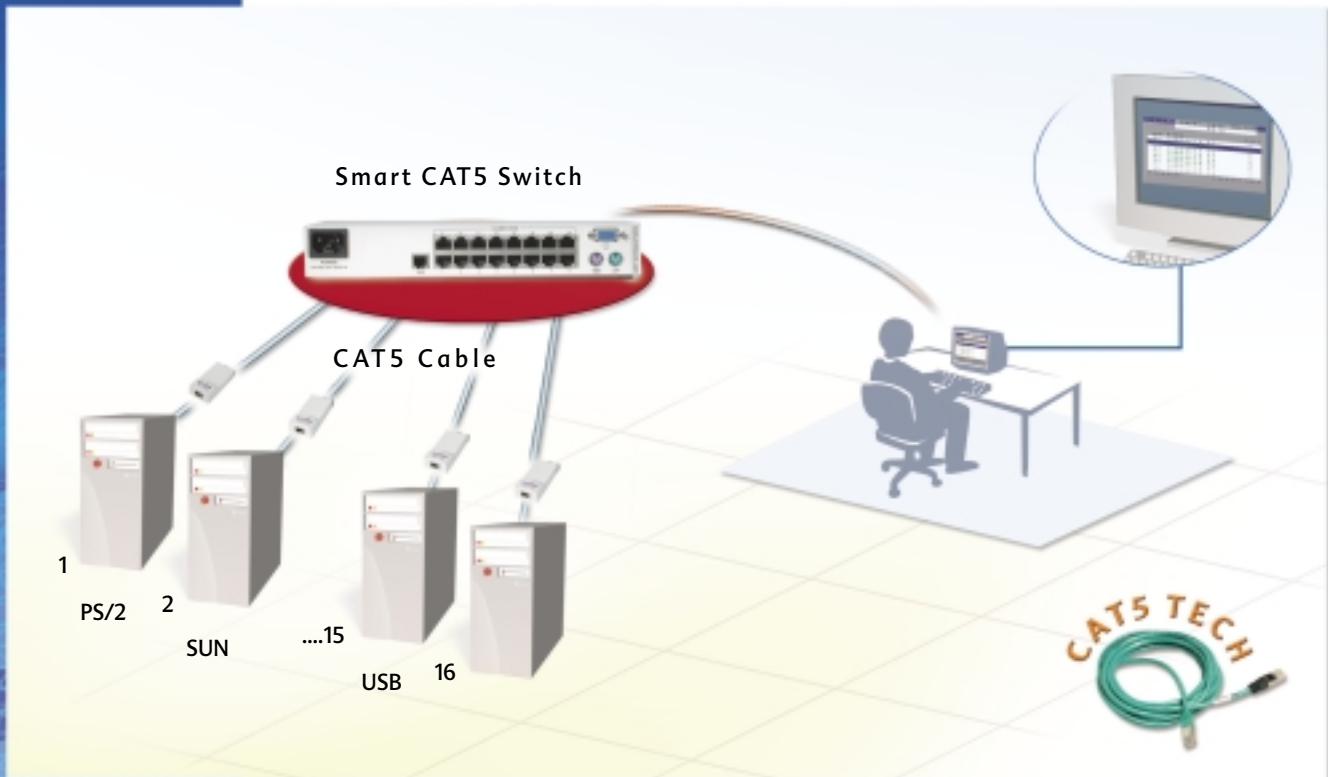 Smart CAT5 Switch
CAT5 Cable
1
PS/2
2
SUN
....15
USB
16
CAT5 TECH